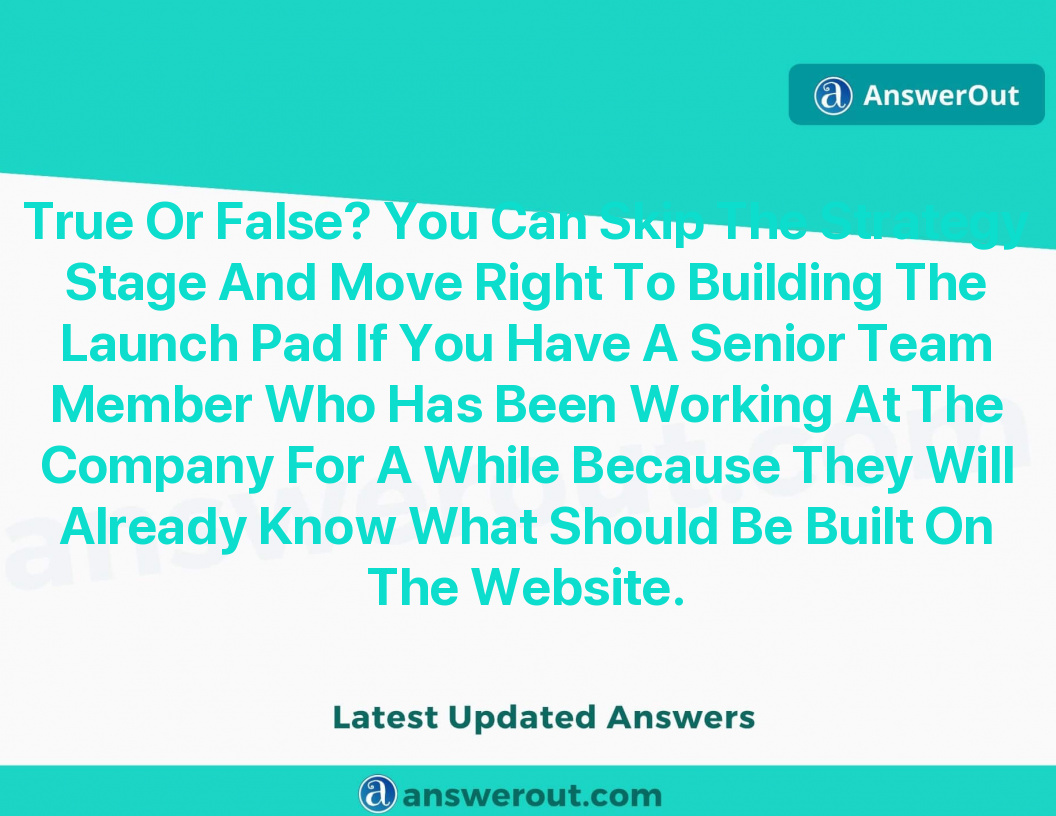 AnswerOut
True Or False? You Can Skip The Strategy
Stage And Move Right To Building The
Launch Pad If You Have A Senior Team
Member Who Has Been Working At The
Company For A While Because They Will
Already Know What Should Be Built On
The Website.
answerout.com
Latest Updated Answers
answerout.com